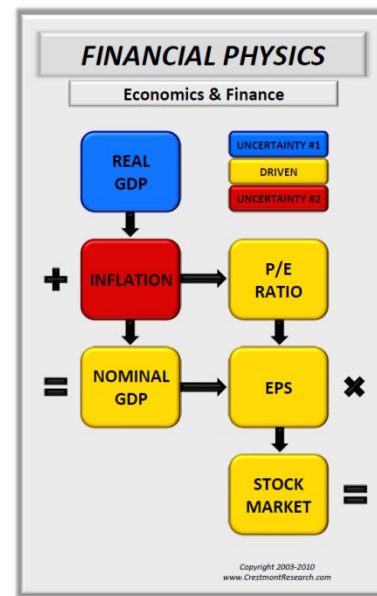 FINANCIAL PHYSICS
Economics & Finance
REAL
GDP
UNCERTAINTY #1
DRIVEN
UNCERTAINTY #2
+
INFLATION
P/E
RATIO
=
NOMINAL
GDP
EPS
×
STOCK
MARKET
=
Copyright 2003-2010
www.CrestmontResearch.com